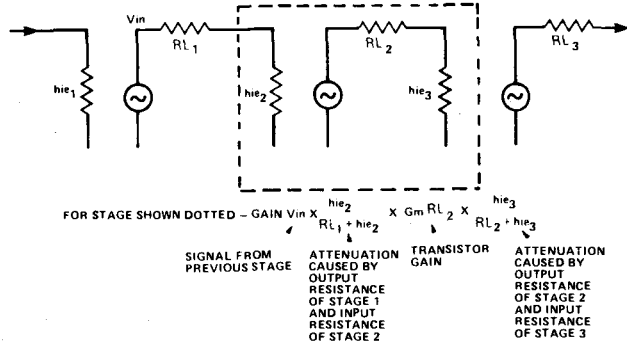 Vin
RL1
RL2
RL3
hie1
hie2
hie3
FOR STAGE SHOWN DOTTED – GAIN Vin X hie2 / RL1 + hie2 X Gm RL2 X hie3 / RL2 + hie3
SIGNAL FROM
PREVIOUS STAGE
ATTENUATION
CAUSED BY
OUTPUT
RESISTANCE
OF STAGE 1
AND INPUT
RESISTANCE
OF STAGE 2
TRANSISTOR
GAIN
ATTENUATION
CAUSED BY
OUTPUT
RESISTANCE
OF STAGE 2
AND INPUT
RESISTANCE
OF STAGE 3